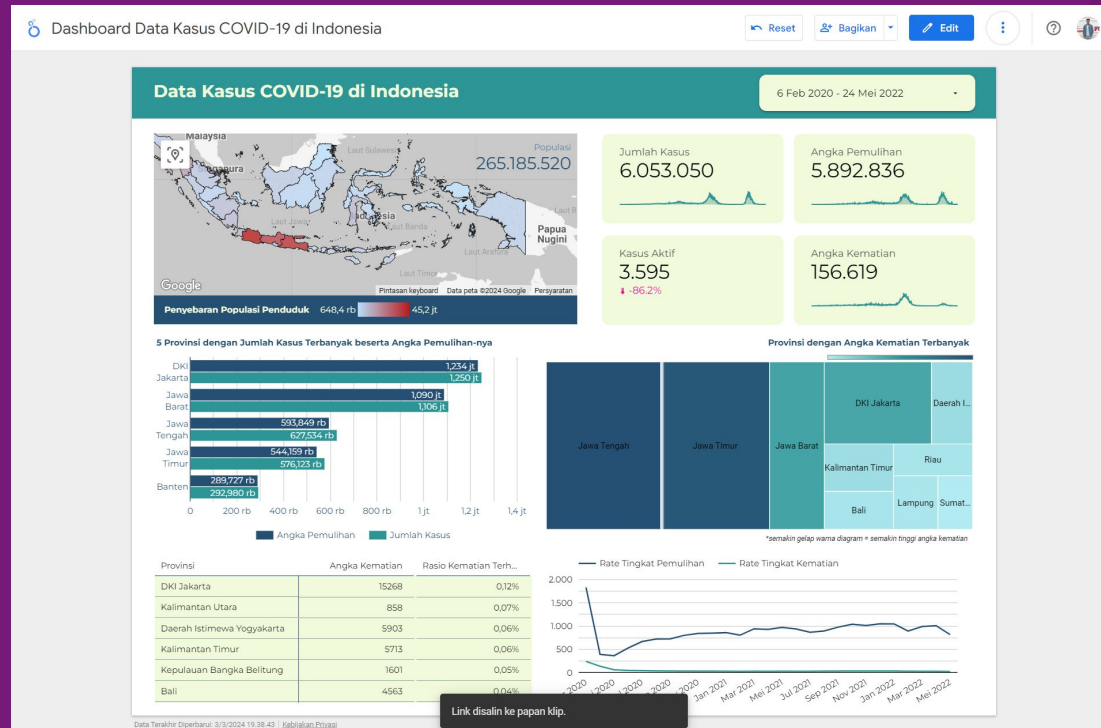 Dashboard Data Kasus COVID-19 di Indonesia
Reset
Bagikan
Edit
Data Kasus COVID-19 di Indonesia
6 Feb 2020 - 24 Mei 2022
Malaysia
Laut Sulawesi
Populasi
265.185.520
Laut Jawa
Laut Banda
Papua
Nugini
Laut Arafura
Laut Timor
Google
Pintasan keyboard
Data peta ©2024 Google
Persyaratan
Penyebaran Populasi Penduduk
648,4 rb
45,2 jt
Jumlah Kasus
6.053.050
Angka Pemulihan
5.892.836
Kasus Aktif
3.595
-86.2%
Angka Kematian
156.619
5 Provinsi dengan Jumlah Kasus Terbanyak beserta Angka Pemulihan-nya
DKI
Jakarta
1,234 jt
1,250 jt
Jawa
Barat
1,090 jt
1,106 jt
Jawa
Tengah
593,849 rb
627,534 rb
Jawa
Timur
544,159 rb
576,123 rb
Banten
289,727 rb
292,980 rb
0 200 rb 400 rb 600 rb 800 rb 1 jt 1,2 jt 1,4 jt
Angka Pemulihan Jumlah Kasus
Provinsi dengan Angka Kematian Terbanyak
Jawa Tengah
Jawa Timur
Jawa Barat
DKI Jakarta
Daerah I...
Kalimantan Timur
Riau
Bali
Lampung
Sumat...
*semakin gelap warna diagram = semakin tinggi angka kematian
Provinsi Angka Kematian Rasio Kematian Terh...
DKI Jakarta 15268 0,12%
Kalimantan Utara 858 0,07%
Daerah Istimewa Yogyakarta 5903 0,06%
Kalimantan Timur 5713 0,06%
Kepulauan Bangka Belitung 1601 0,05%
Bali 4563 0,04%
Rate Tingkat Pemulihan Rate Tingkat Kematian
2.000
1.500
1000
500
0
Jan 2021 Mar 2021 Mei 2021 Jul 2021 Sep 2021 Nov 2021 Jan 2022 Mar 2022 Mei 2022
Link disalin ke papan klip.
Data Terakhir Diperbarui: 3/3/2024 19.38.43 | Kebijakan Privasi